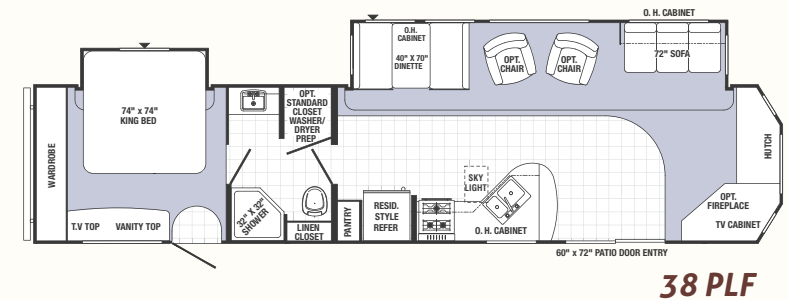 O. H. CABINET
O.H.
CABINET
40" X 70"
DINETTE
OPT.
CHAIR
OPT.
CHAIR
72" SOFA
74" x 74"
KING BED
OPT.
STANDARD
CLOSET
WASHER/
DRYER
PREP
WARDROBE
HUTCH
SKY
LIGHT
32" X 32"
SHOWER
PANTRY
RESID.
STYLE
REFER
OPT.
FIREPLACE
T.V TOP
VANITY TOP
LINEN
CLOSET
O. H. CABINET
TV CABINET
60" x 72" PATIO DOOR ENTRY
38 PLF